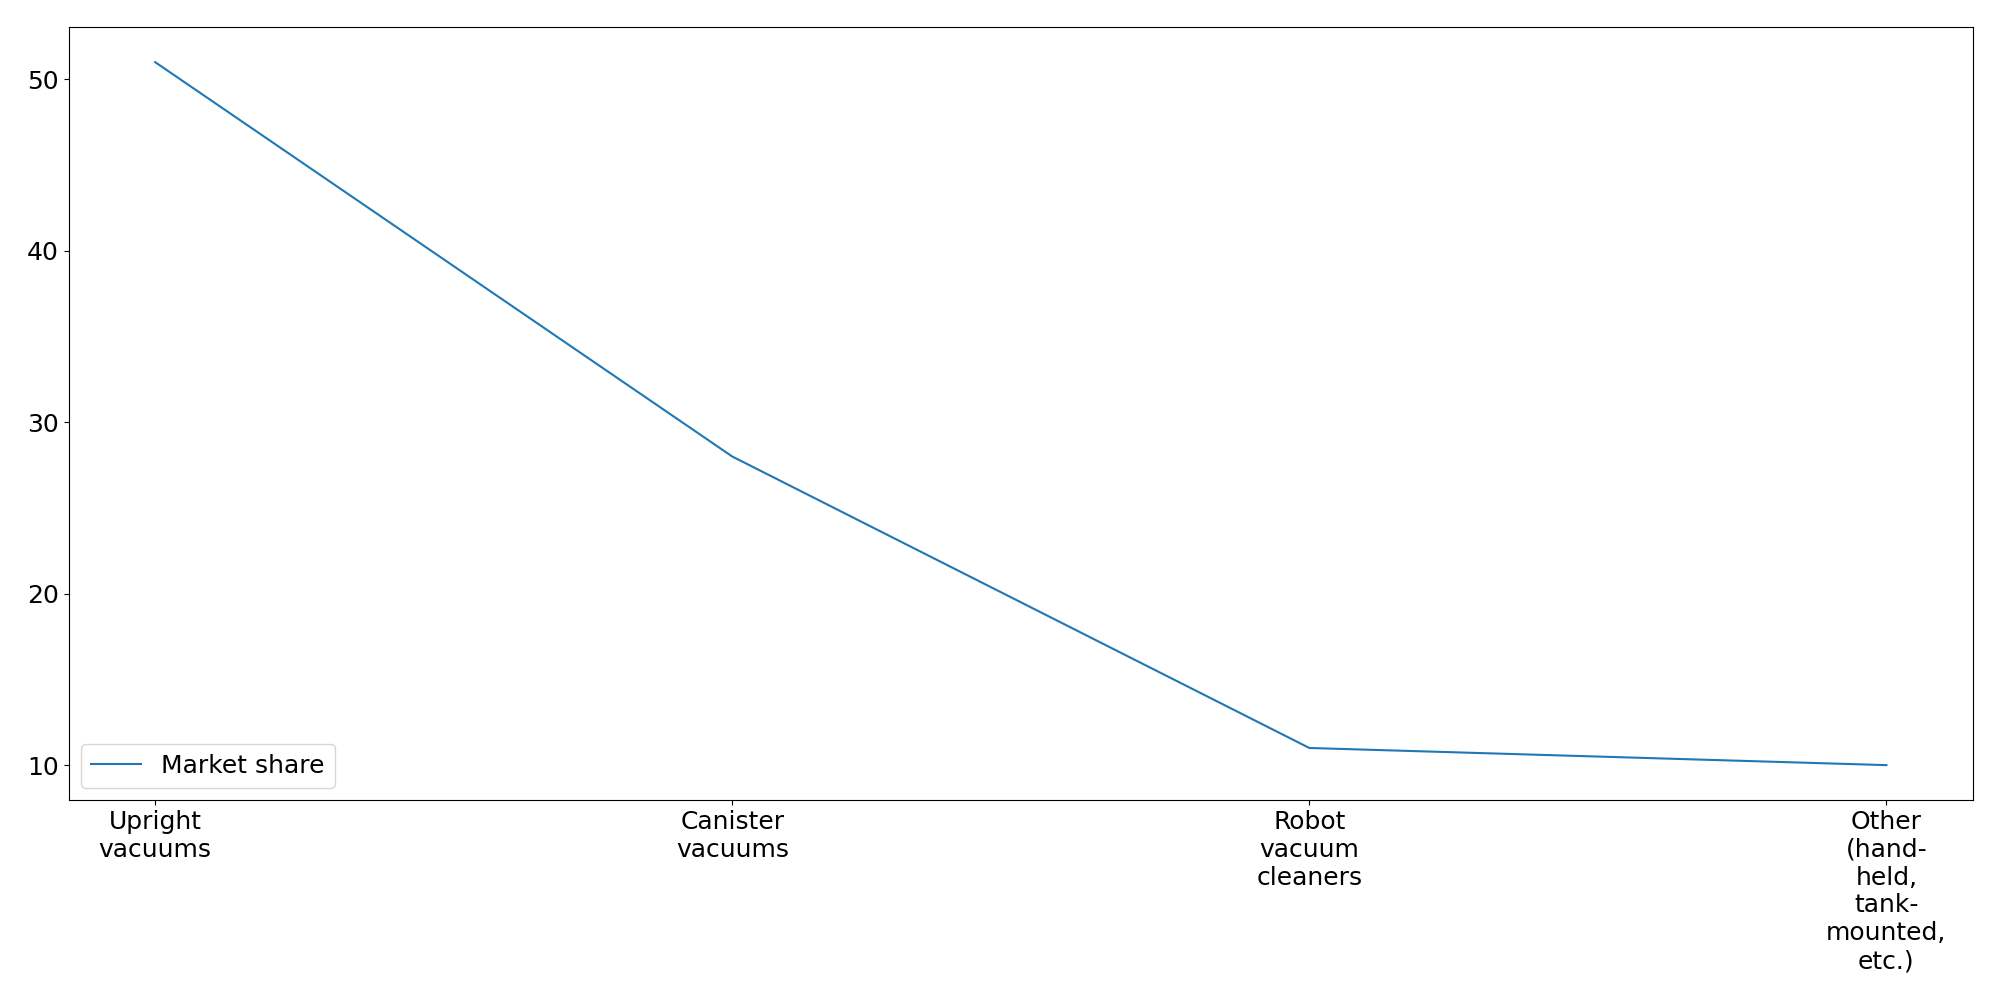 50
40
30
20
10
Market share
Upright
vacuums
Canister
vacuums
Robot
vacuum
cleaners
Other
(hand-
held,
tank-
mounted,
etc.)